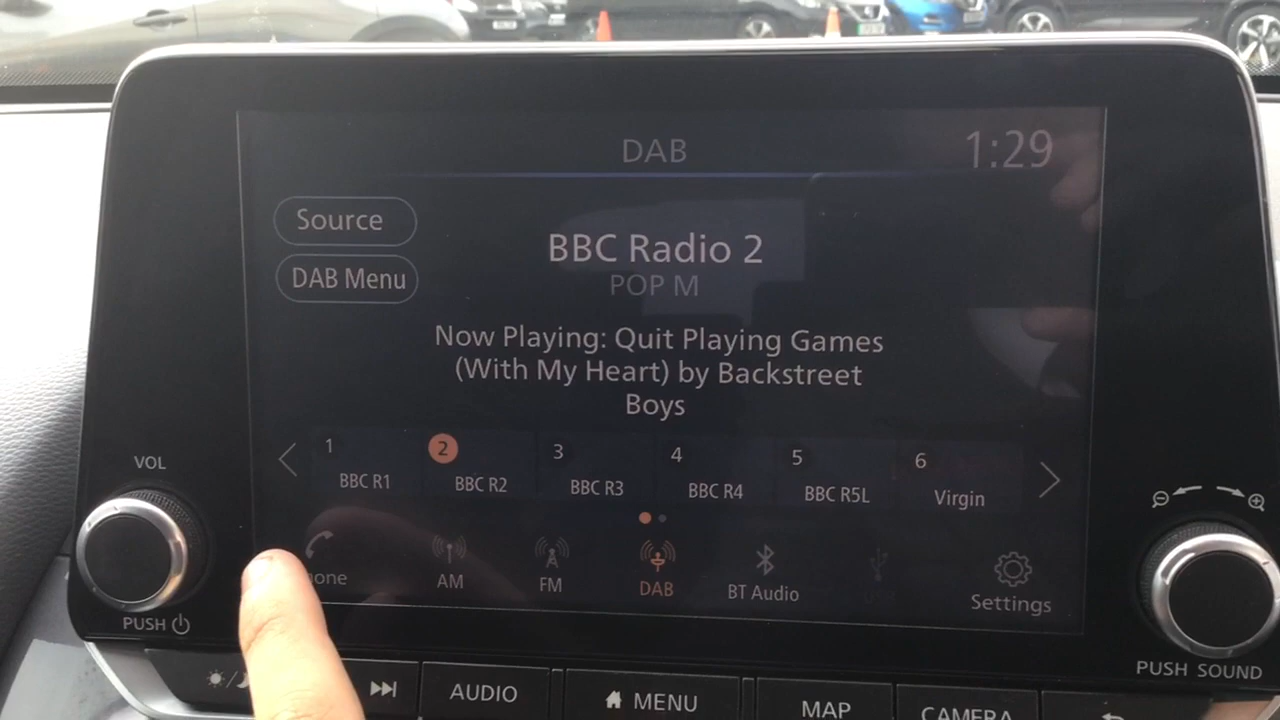 DAB
1:29
Source
BBC Radio 2
DAB Menu
POP M
Now Playing: Quit Playing Games
(With My Heart) by Backstreet
Boys
1
2
3
4
5
6
BBC R1
BBC R2
BBC R3
BBC R4
BBC R5L
Virgin
VOL
one
AM
FM
DAB
BT Audio
USB
Settings
PUSH
PUSH SOUND
AUDIO
MENU
MAP
CAMERA